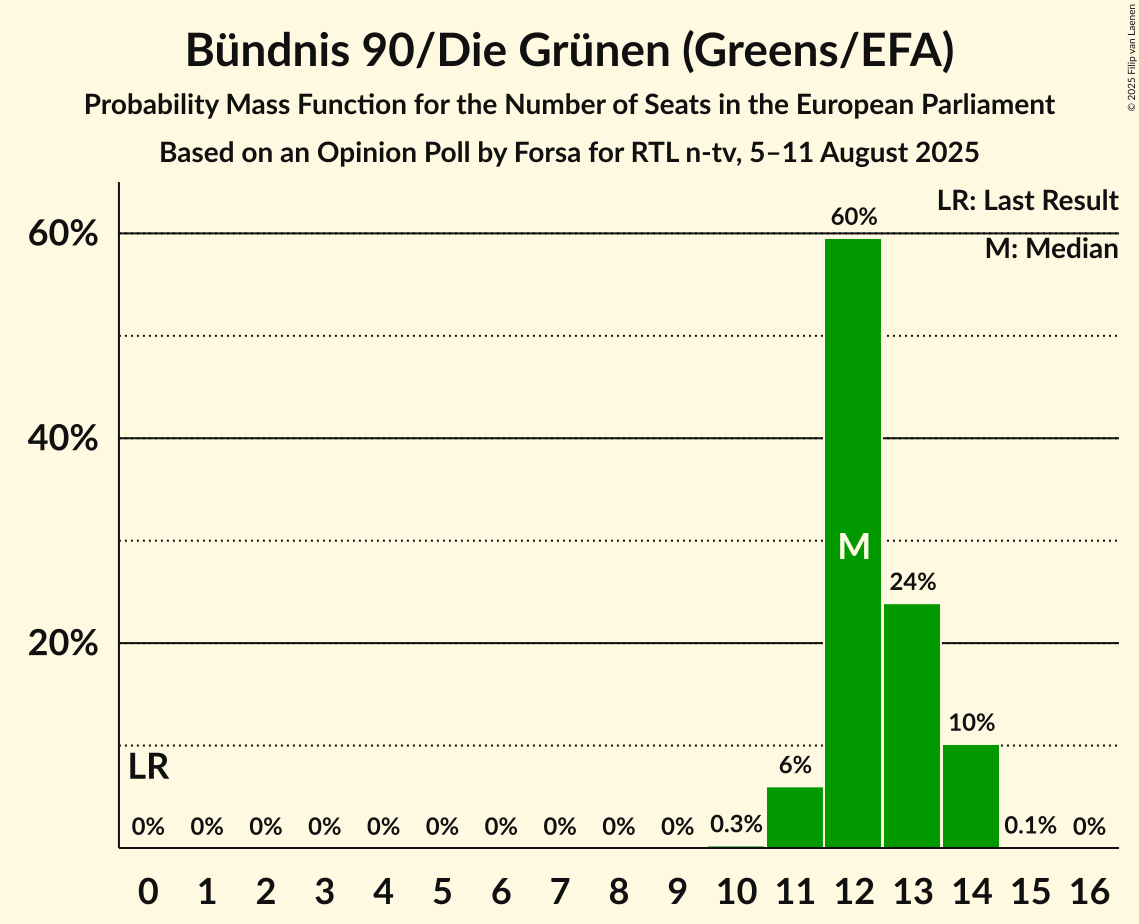 Bündnis 90/Die Grünen (Greens/EFA)
Probability Mass Function for the Number of Seats in the European Parliament
Based on an Opinion Poll by Forsa for RTL n-tv, 5–11 August 2025
© 2025 Filip van Laenen
LR: Last Result
M: Median
60%
40%
20%
60%
M
24%
10%
6%
LR
0% 0% 0% 0% 0% 0% 0% 0% 0% 0% 0.3% 0.1% 0%
0 1 2 3 4 5 6 7 8 9 10 11 12 13 14 15 16